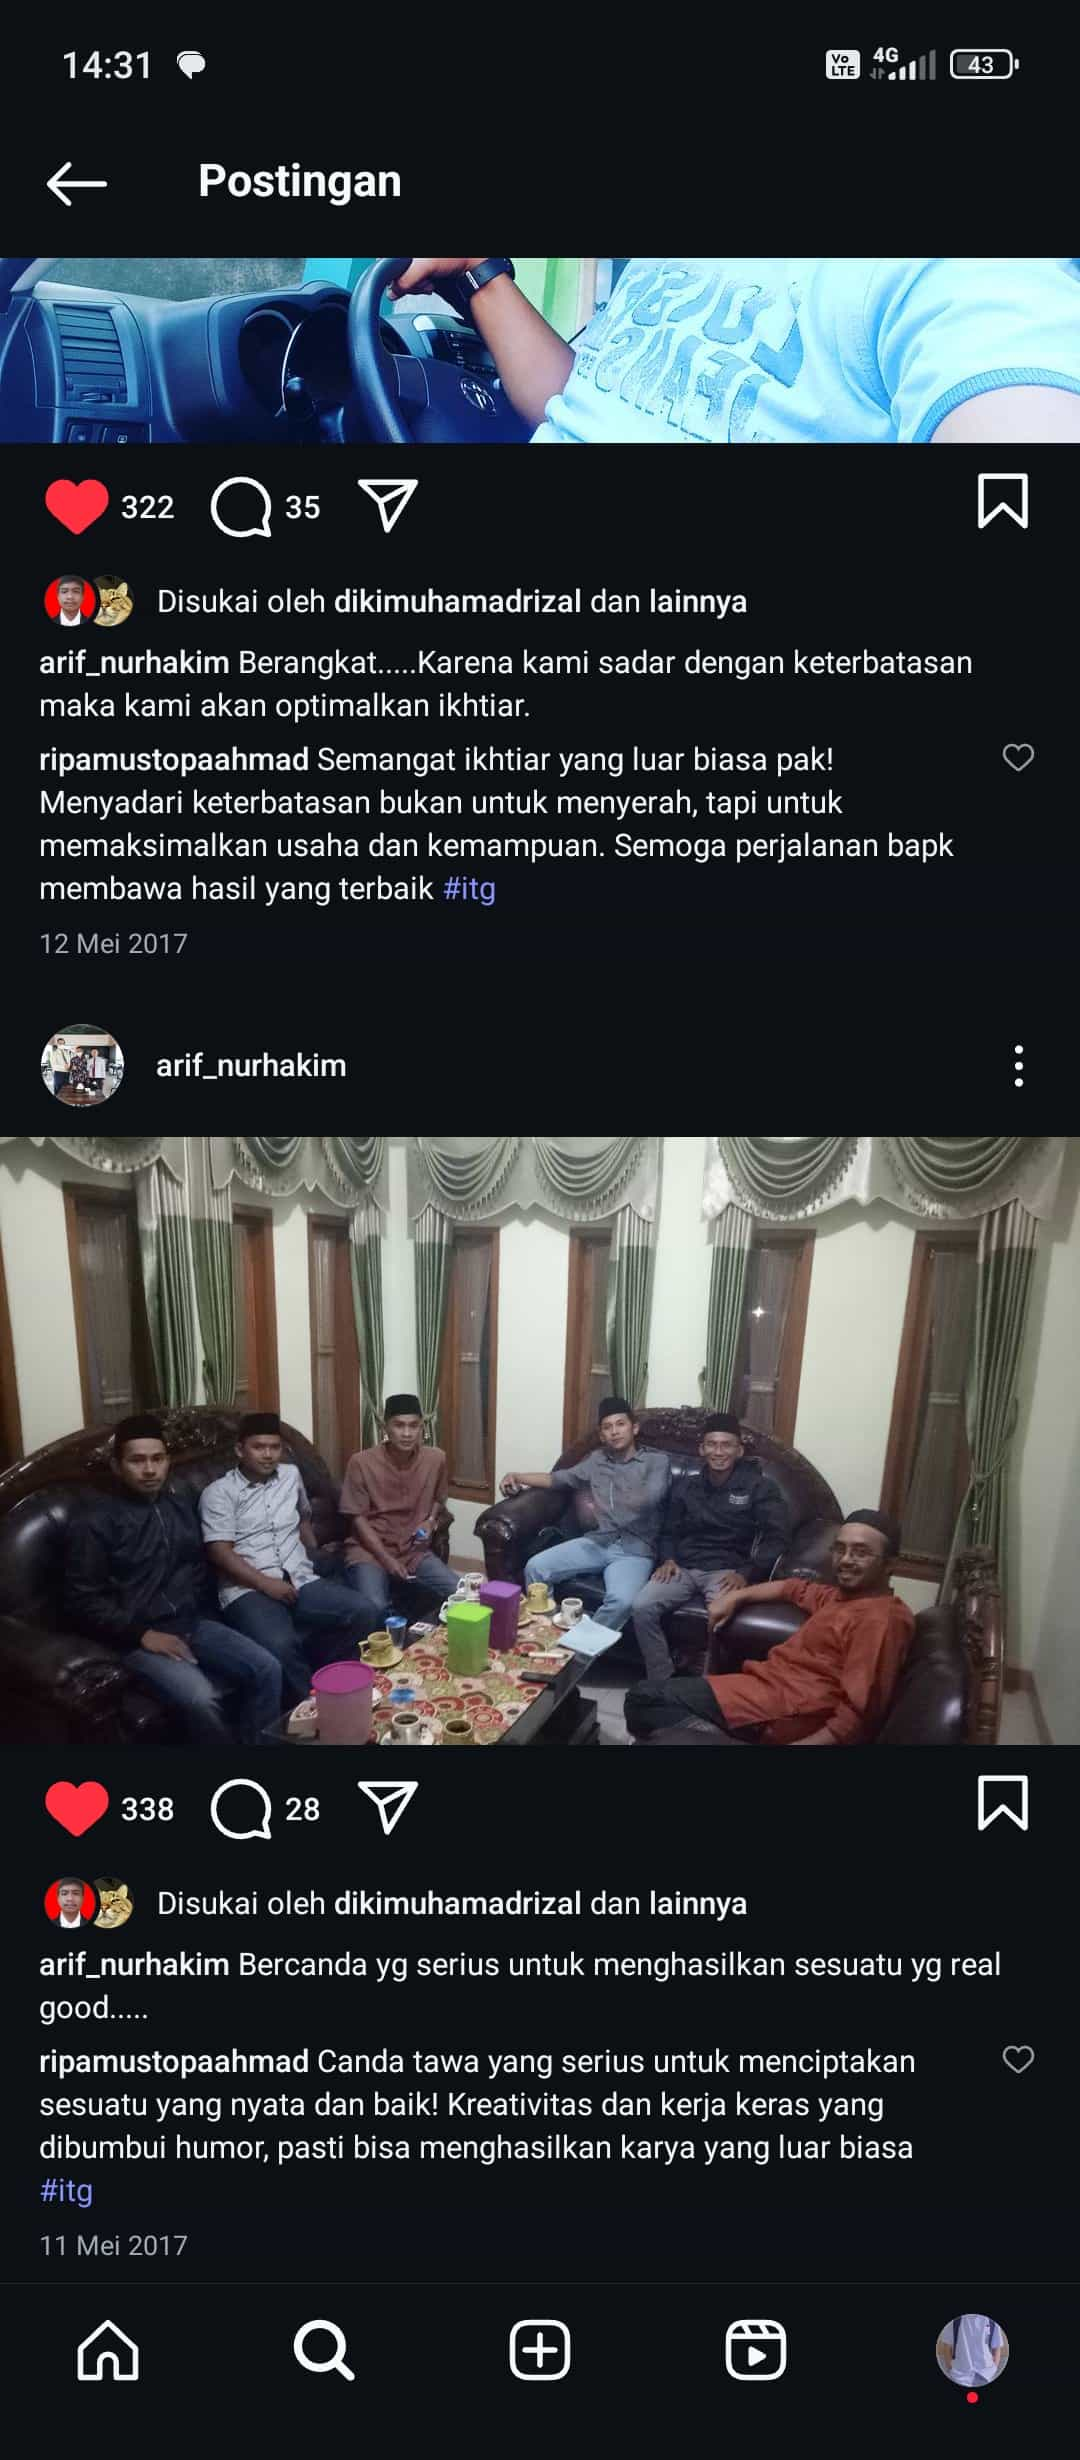 14:31
Vo LTE 4G 43
Postingan
322 35
Disukai oleh dikimuhamadrizal dan lainnya
arif_nurhakim Berangkat.....Karena kami sadar dengan keterbatasan
maka kami akan optimalkan ikhtiar.
ripamustopaahmad Semangat ikhtiar yang luar biasa pak!
Menyadari keterbatasan bukan untuk menyerah, tapi untuk
memaksimalkan usaha dan kemampuan. Semoga perjalanan bapk
membawa hasil yang terbaik #itg
12 Mei 2017
arif_nurhakim
338 28
Disukai oleh dikimuhamadrizal dan lainnya
arif_nurhakim Bercanda yg serius untuk menghasilkan sesuatu yg real
good.....
ripamustopaahmad Canda tawa yang serius untuk menciptakan
sesuatu yang nyata dan baik! Kreativitas dan kerja keras yang
dibumbui humor, pasti bisa menghasilkan karya yang luar biasa
#itg
11 Mei 2017